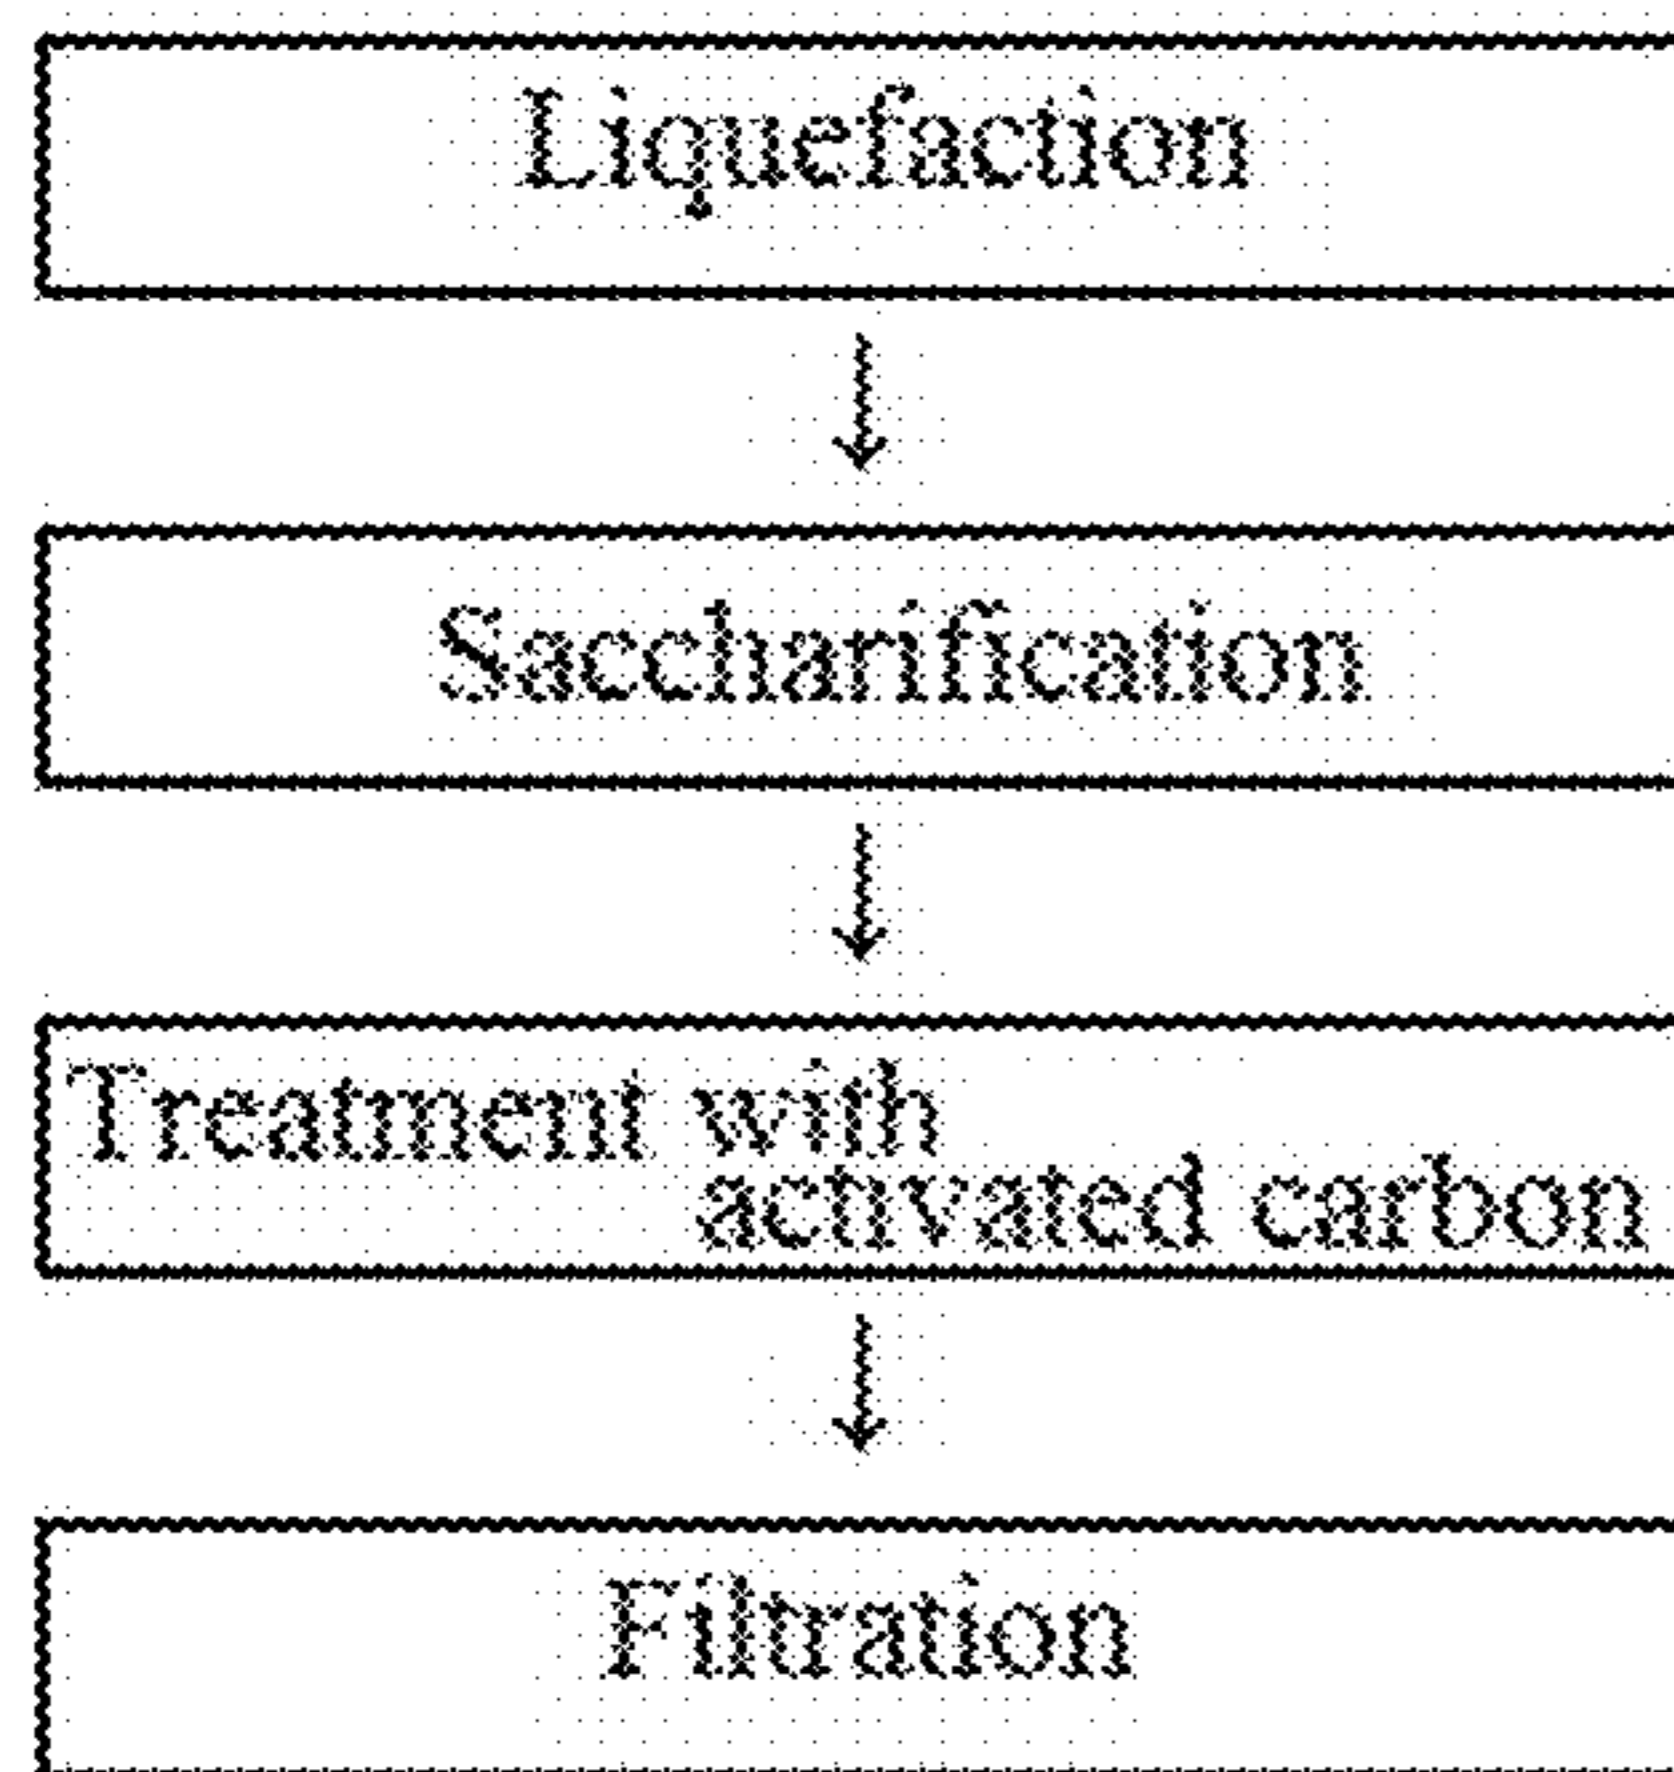 Liquefaction
Saccharification
Treatment with
activated carbon
Filtration